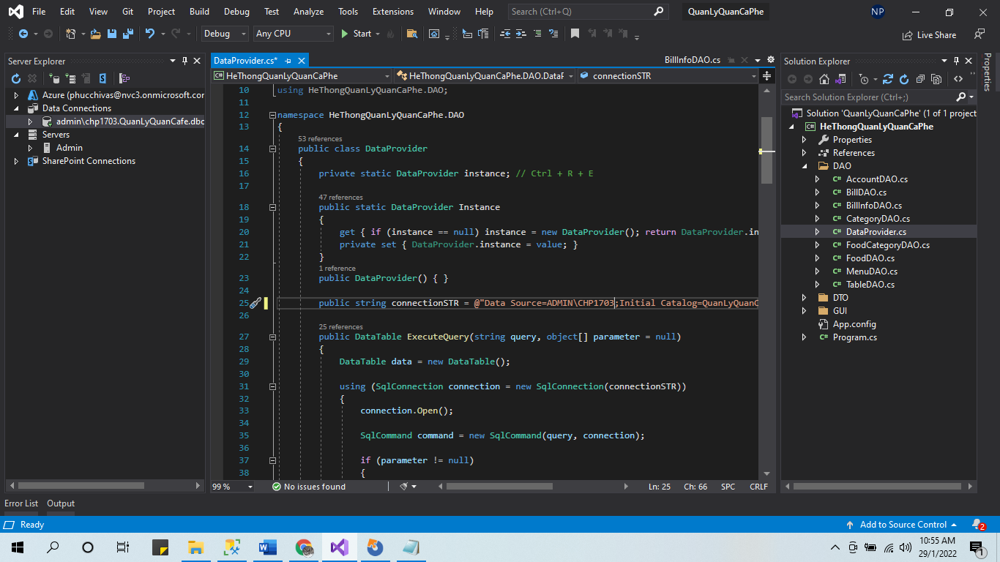 File Edit View Git Project Build Debug Test Analyze Tools Extensions Window Help Search (Ctrl+Q) QuanLyQuanCaPhe NP
Debug Any CPU Start Live Share
Server Explorer
Azure (phucchivas@nvc3.onmicrosoft.cor
Data Connections
admin\chp1703.QuanLyQuanCafe.dbc
Servers
Admin
SharePoint Connections
DataProvider.cs* BillInfoDAO.cs
HeThongQuanLyQuanCaPhe HeThongQuanLyQuanCaPhe.DAO.DataF connectionSTR
10 using HeThongQuanLyQuanCaPhe.DAO;
11
12 namespace HeThongQuanLyQuanCaPhe.DAO
13 {
53 references
14 public class DataProvider
15 {
16 private static DataProvider instance; // Ctrl + R + E
17
47 references
18 public static DataProvider Instance
19 {
20 get { if (instance == null) instance = new DataProvider(); return DataProvider.in
21 private set { DataProvider.instance = value; }
22 }
1 reference
23 public DataProvider() { }
24
25 public string connectionSTR = @"Data Source=ADMIN\CHP1703;Initial Catalog=QuanLyQuanC
26
25 references
27 public DataTable ExecuteQuery(string query, object[] parameter = null)
28 {
29 DataTable data = new DataTable();
30
31 using (SqlConnection connection = new SqlConnection(connectionSTR))
32 {
33 connection.Open();
34
35 SqlCommand command = new SqlCommand(query, connection);
36
37 if (parameter != null)
38 {
99 % No issues found Ln: 25 Ch: 66 SPC CRLF
Solution Explorer
Search Solution Explorer (Ctrl+;)
Solution 'QuanLyQuanCaPhe' (1 of 1 project
HeThongQuanLyQuanCaPhe
Properties
References
DAO
AccountDAO.cs
BillDAO.cs
BillInfoDAO.cs
CategoryDAO.cs
DataProvider.cs
FoodCategoryDAO.cs
FoodDAO.cs
MenuDAO.cs
TableDAO.cs
DTO
GUI
App.config
Program.cs
Properties
Error List Output
Ready Add to Source Control 2
10:55 AM
29/1/2022
1